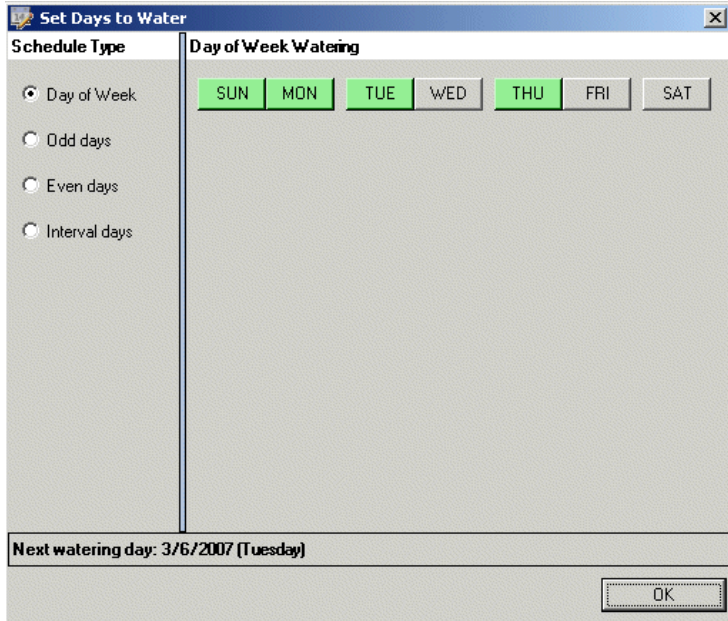 Set Days to Water
Schedule Type
Day of Week Watering
Day of Week
SUN MON TUE WED THU FRI SAT
Odd days
Even days
Interval days
Next watering day: 3/6/2007 (Tuesday)
OK